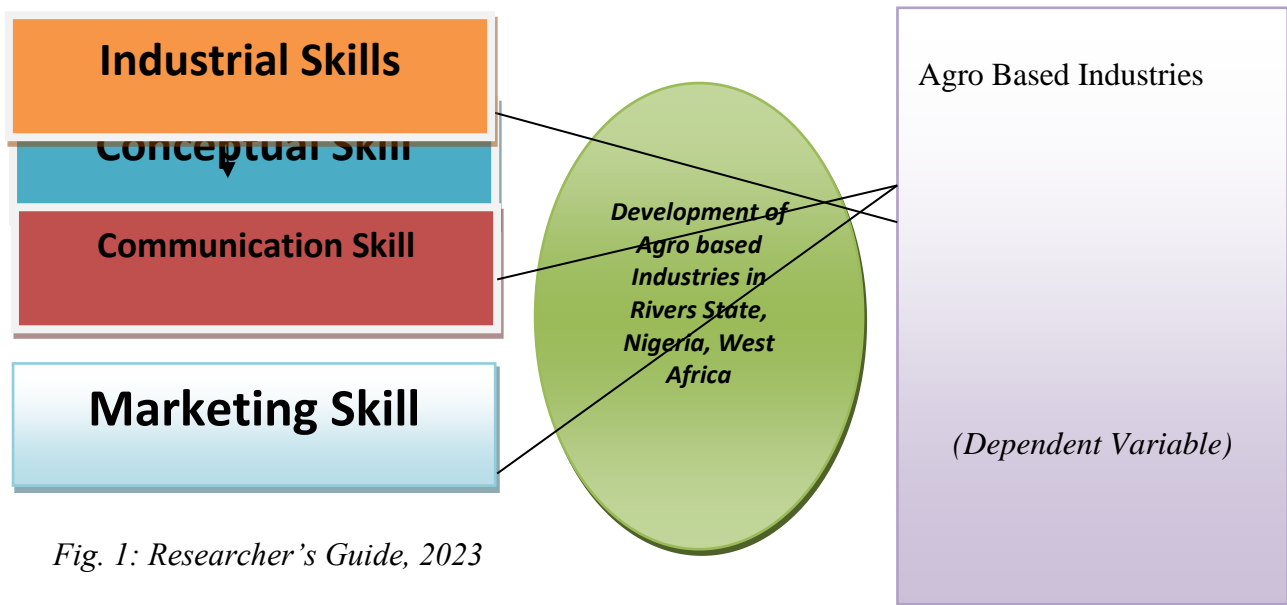 Industrial Skills
Conceptual Skill
Communication Skill
Marketing Skill
Development of
Agro based
Industries in
Rivers State,
Nigeria, West
Africa
Agro Based Industries
(Dependent Variable)
Fig. 1: Researcher’s Guide, 2023